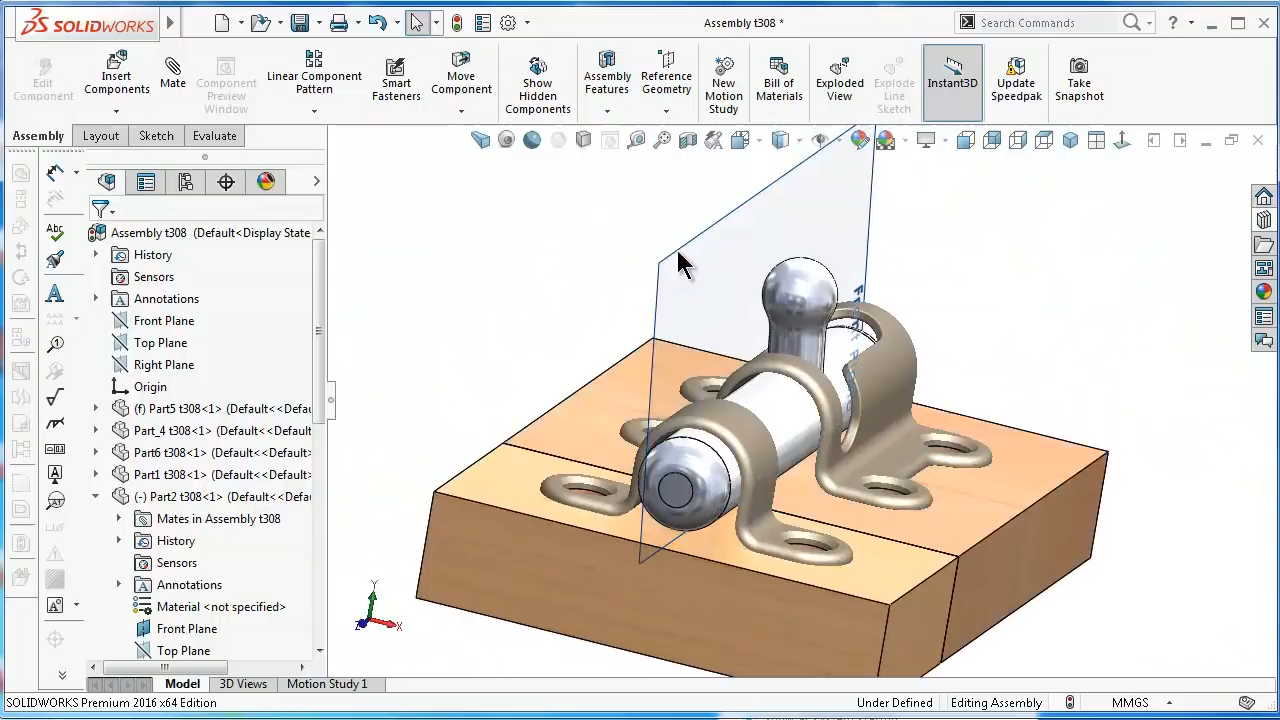 SOLIDWORKS
Assembly t308 *
Search Commands
Edit Component
Insert Components
Mate
Component Preview Window
Linear Component Pattern
Smart Fasteners
Move Component
Show Hidden Components
Assembly Features
Reference Geometry
New Motion Study
Bill of Materials
Exploded View
Explode Line Sketch
Instant3D
Update Speedpak
Take Snapshot
Assembly
Layout
Sketch
Evaluate
Assembly t308 (Default<Display State
History
Sensors
Annotations
Front Plane
Top Plane
Right Plane
Origin
(f) Part5 t308<1> (Default<<Defau
Part_4 t308<1> (Default<<Defau
Part6 t308<1> (Default<<Defau
Part1 t308<1> (Default<<Defau
(-) Part2 t308<1> (Default<<Defau
Mates in Assembly t308
History
Sensors
Annotations
Material <not specified>
Front Plane
Top Plane
Y
X
Z
Model
3D Views
Motion Study 1
SOLIDWORKS Premium 2016 x64 Edition
Under Defined
Editing Assembly
MMGS